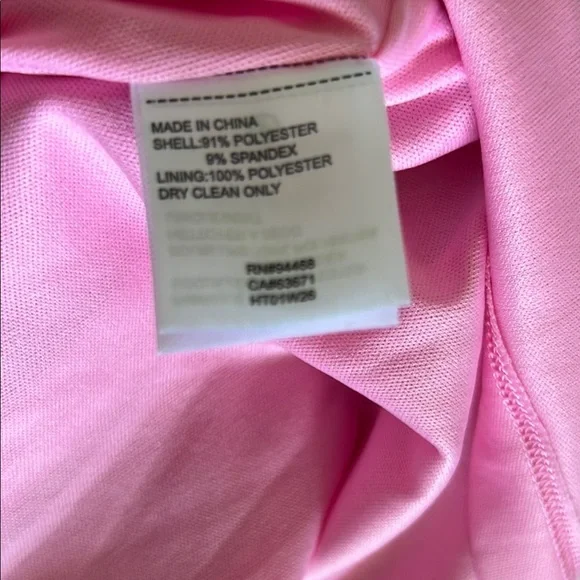 MADE IN CHINA
SHELL:91% POLYESTER
9% SPANDEX
LINING:100% POLYESTER
DRY CLEAN ONLY
RN#94468
CA#63671
HT01W26